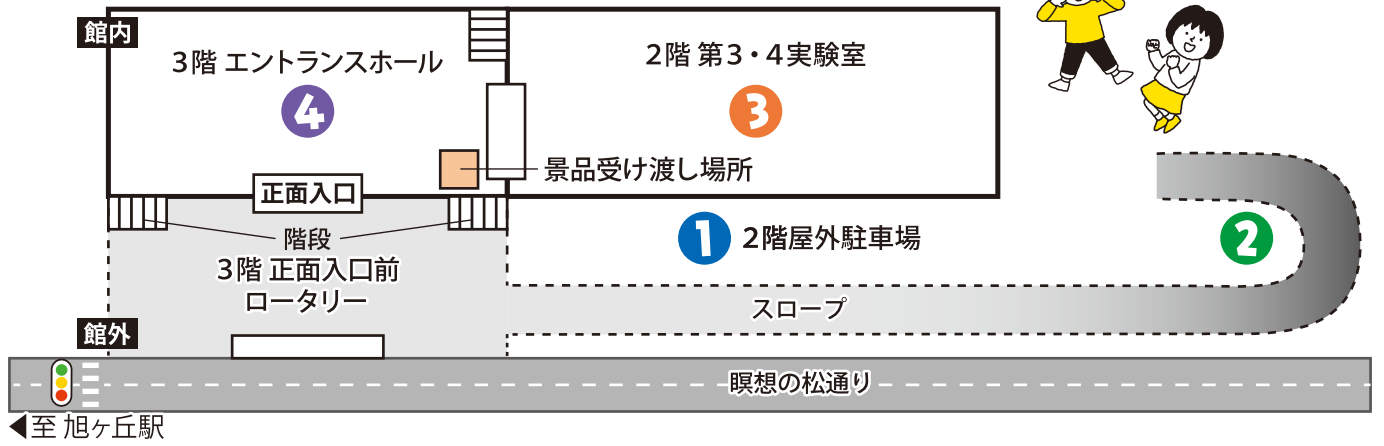 館内
3階 エントランスホール
4
2階 第3・4実験室
3
景品受け渡し場所
正面入口
階段
3階 正面入口前
ロータリー
1 2階屋外駐車場
2
スロープ
館外
瞑想の松通り
◀至 旭ヶ丘駅